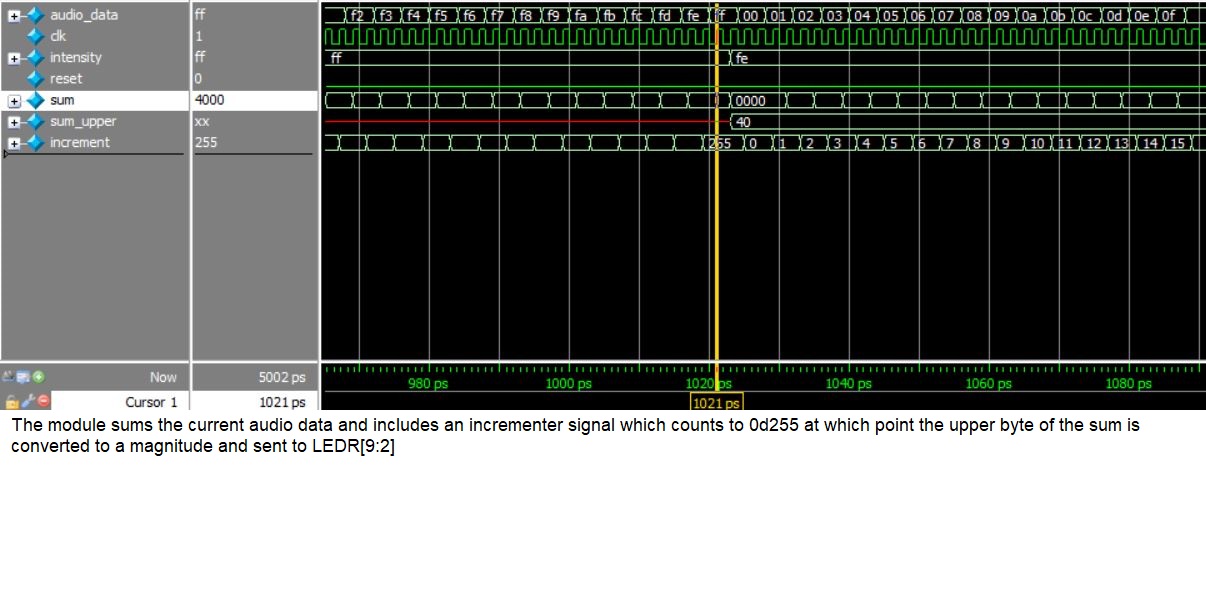 audio_data ff f2 f3 f4 f5 f6 f7 f8 f9 fa fb fc fd fe ff 00 01 02 03 04 05 06 07 08 09 0a 0b 0c 0d 0e 0f
clk 1
intensity ff ff fe
reset 0
sum 4000 0000
sum_upper xx 40
increment 255 255 0 1 2 3 4 5 6 7 8 9 10 11 12 13 14 15
Now 5002 ps 980 ps 1000 ps 1020 ps 1040 ps 1060 ps 1080 ps
Cursor 1 1021 ps 1021 ps
The module sums the current audio data and includes an incrementer signal which counts to 0d255 at which point the upper byte of the sum is
converted to a magnitude and sent to LEDR[9:2]